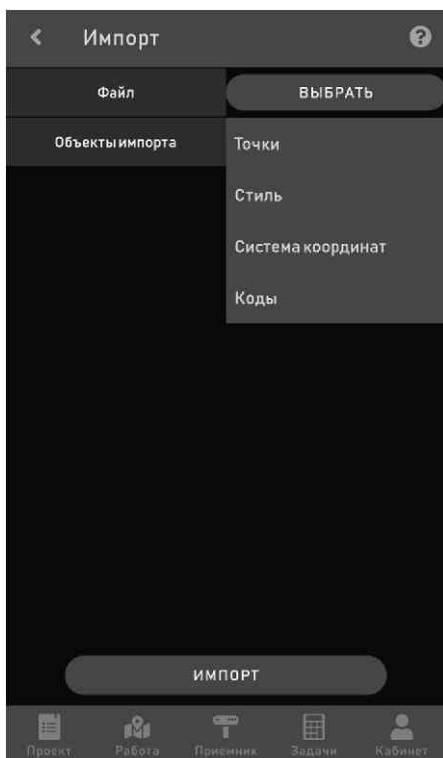 Импорт
Файл
ВЫБРАТЬ
Объекты импорта
Точки
Стиль
Система координат
Коды
ИМПОРТ
Проект
Работа
Приемник
Задачи
Кабинет